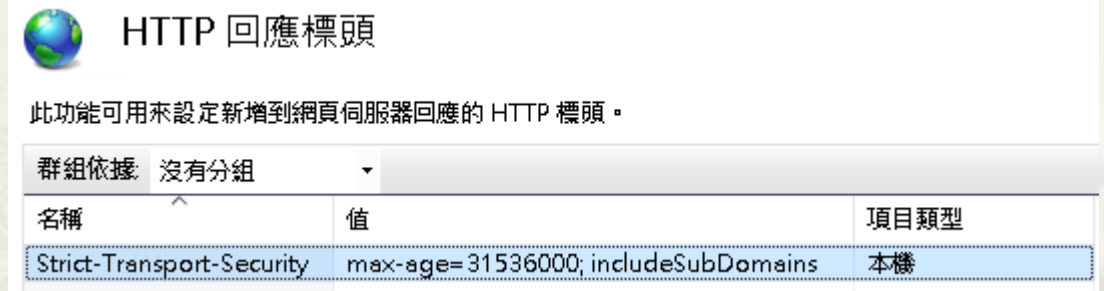 HTTP 回應標頭
此功能可用來設定新增到網頁伺服器回應的 HTTP 標頭。
群組依據: 沒有分組
名稱 值 項目類型
Strict-Transport-Security max-age=31536000; includeSubDomains 本機